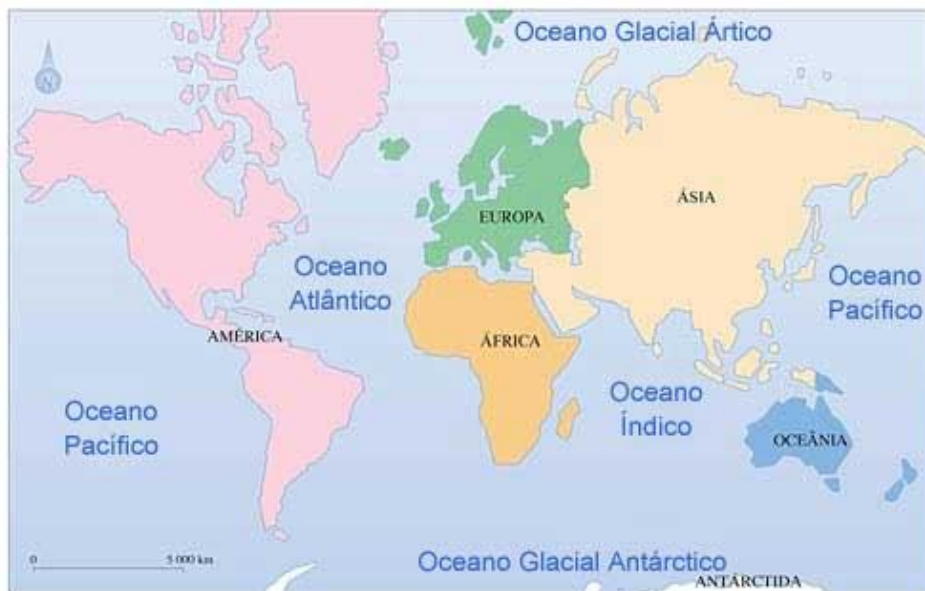 Oceano Glacial Ártico
N
EUROPA
ÁSIA
Oceano
Atlântico
Oceano
Pacífico
AMÉRICA
ÁFRICA
Oceano
Pacífico
Oceano
Índico
OCEÂNIA
0 5 000 km
Oceano Glacial Antárctico
ANTÁRCTIDA